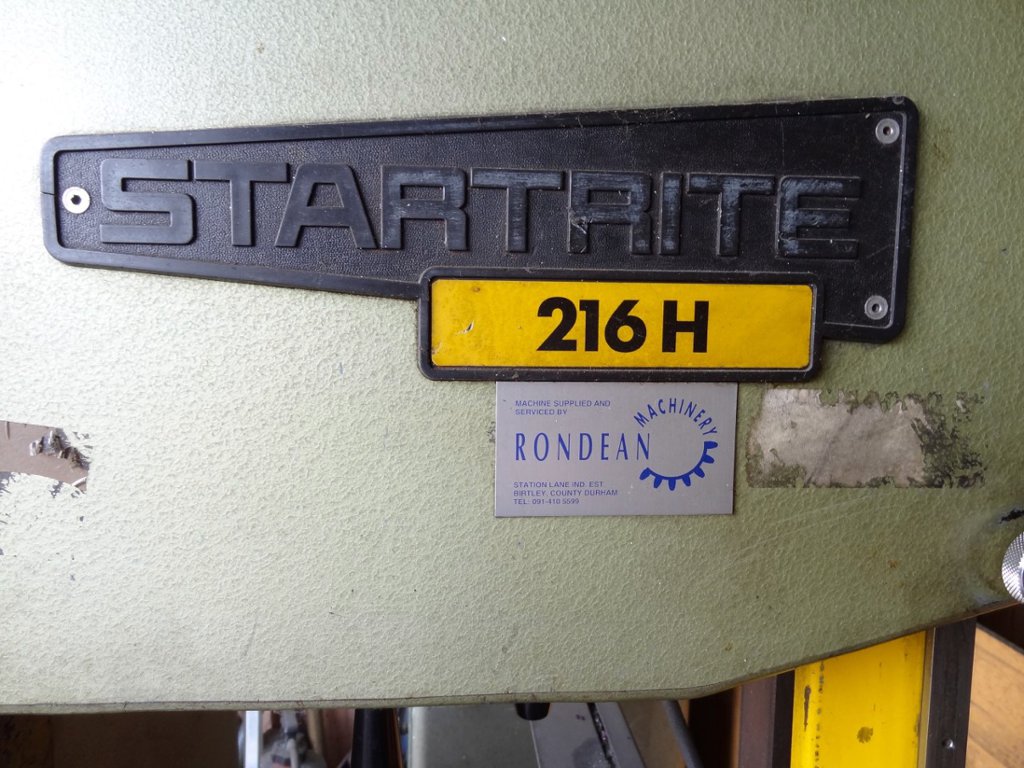 STARTRITE
216 H
MACHINE SUPPLIED AND
SERVICED BY
RONDEAN MACHINERY
STATION LANE IND. EST.
BIRTLEY, COUNTY DURHAM
TEL: 091-410 5599